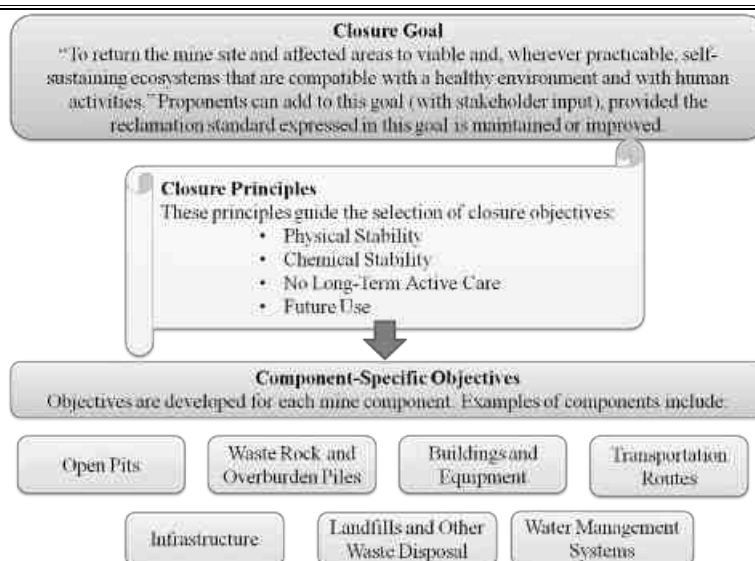 Closure Goal
"To return the mine site and affected areas to viable and, wherever practicable, self-
sustaining ecosystems that are compatible with a healthy environment and with human
activities." Proponents can add to this goal (with stakeholder input), provided the
reclamation standard expressed in this goal is maintained or improved.
Closure Principles
These principles guide the selection of closure objectives:
• Physical Stability
• Chemical Stability
• No Long-Term Active Care
• Future Use
Component-Specific Objectives
Objectives are developed for each mine component. Examples of components include:
Open Pits
Waste Rock and
Overburden Piles
Buildings and
Equipment
Transportation
Routes
Infrastructure
Landfills and Other
Waste Disposal
Water Management
Systems